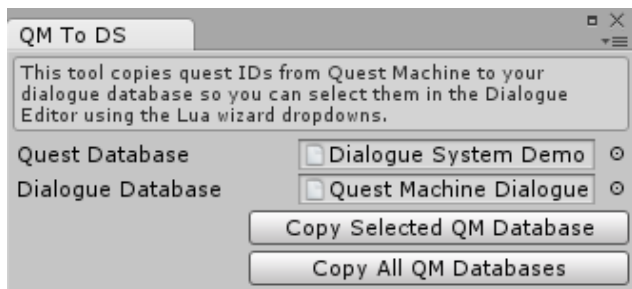 QM To DS
This tool copies quest IDs from Quest Machine to your
dialogue database so you can select them in the Dialogue
Editor using the Lua wizard dropdowns.
Quest Database Dialogue System Demo
Dialogue Database Quest Machine Dialogue
Copy Selected QM Database
Copy All QM Databases